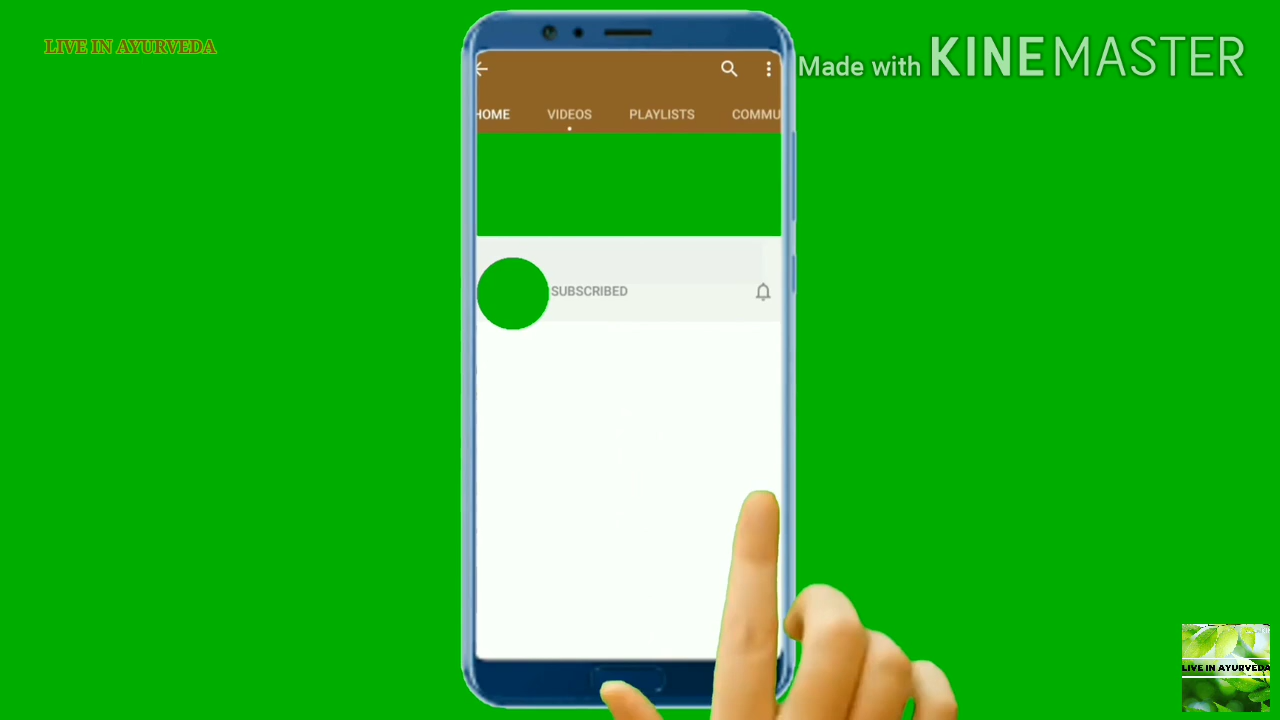 LIVE IN AYURVEDA
Made with KINEMASTER
HOME VIDEOS PLAYLISTS COMMU
SUBSCRIBED
LIVE IN AYURVEDA